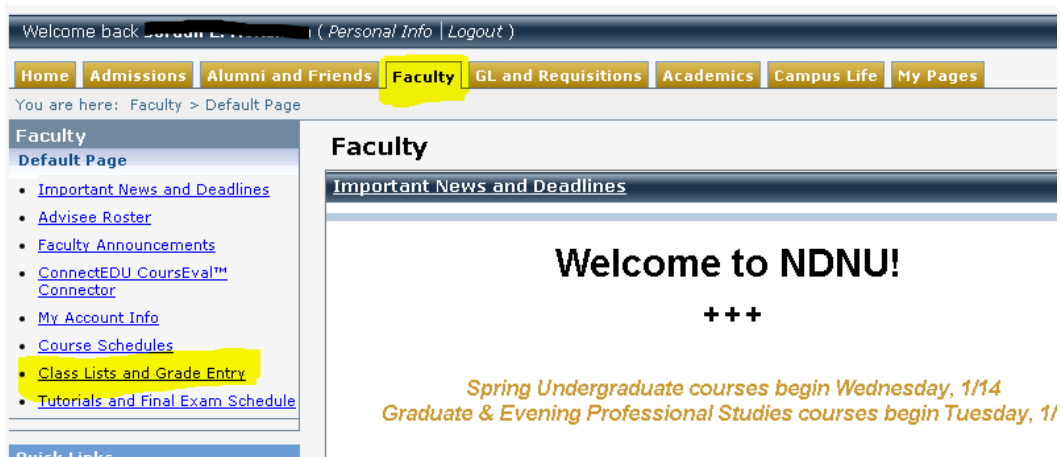 Welcome back ( Personal Info | Logout )
Home Admissions Alumni and Friends Faculty GL and Requisitions Academics Campus Life My Pages
You are here: Faculty > Default Page
Faculty
Default Page
• Important News and Deadlines
• Advisee Roster
• Faculty Announcements
• ConnectEDU CoursEval™
Connector
• My Account Info
• Course Schedules
• Class Lists and Grade Entry
• Tutorials and Final Exam Schedule
Quick Links
Faculty
Important News and Deadlines
Welcome to NDNU!
+++
Spring Undergraduate courses begin Wednesday, 1/14
Graduate & Evening Professional Studies courses begin Tuesday, 1/